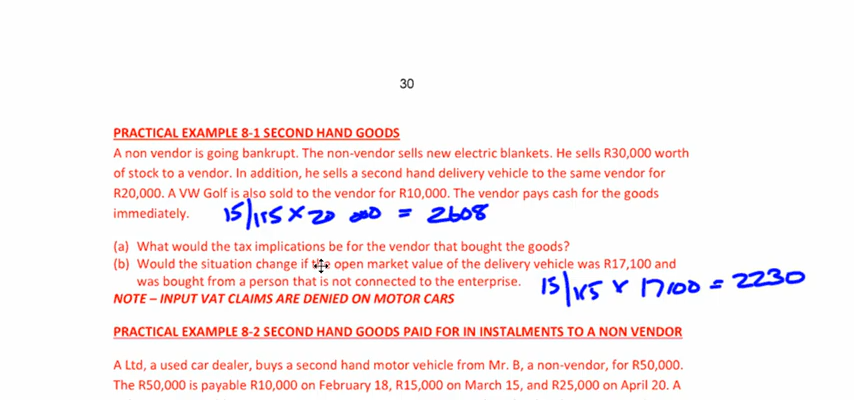 30
PRACTICAL EXAMPLE 8-1 SECOND HAND GOODS
A non vendor is going bankrupt. The non-vendor sells new electric blankets. He sells R30,000 worth
of stock to a vendor. In addition, he sells a second hand delivery vehicle to the same vendor for
R20,000. A VW Golf is also sold to the vendor for R10,000. The vendor pays cash for the goods
immediately.
15/115 x 20 000 = 2608
(a) What would the tax implications be for the vendor that bought the goods?
(b) Would the situation change if the open market value of the delivery vehicle was R17,100 and
was bought from a person that is not connected to the enterprise.
15/115 x 17100 = 2230
NOTE – INPUT VAT CLAIMS ARE DENIED ON MOTOR CARS
PRACTICAL EXAMPLE 8-2 SECOND HAND GOODS PAID FOR IN INSTALMENTS TO A NON VENDOR
A Ltd, a used car dealer, buys a second hand motor vehicle from Mr. B, a non-vendor, for R50,000.
The R50,000 is payable R10,000 on February 18, R15,000 on March 15, and R25,000 on April 20. A